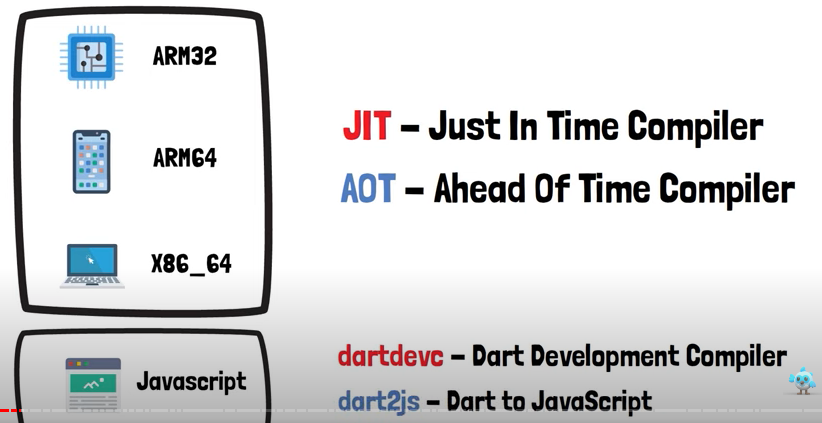 ARM32
ARM64
X86_64
JIT – Just In Time Compiler
AOT – Ahead Of Time Compiler
Javascript
dartdevc – Dart Development Compiler
dart2js – Dart to JavaScript